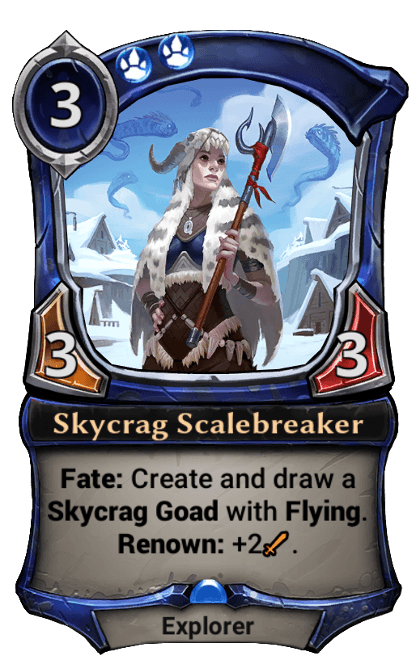 3
3
3
Skycrag Scalebreaker
Fate: Create and draw a
Skycrag Goad with Flying.
Renown: +2.
Explorer